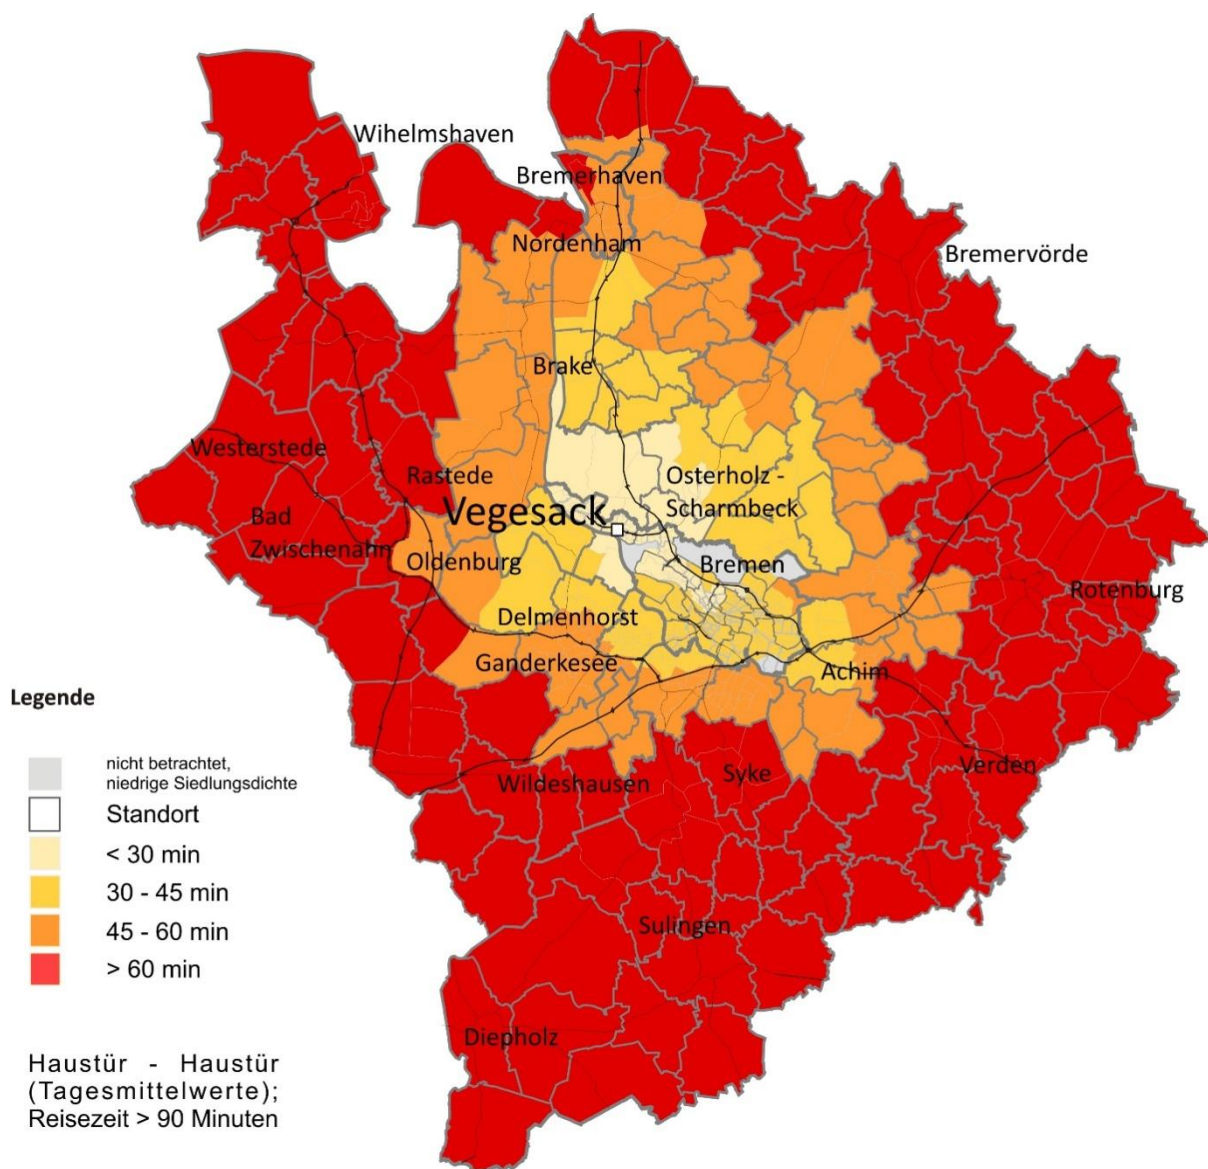 Wihelmshaven
Bremerhaven
Nordenham
Bremervörde
Brake
Westerstede
Rastede
Osterholz -
Scharmbeck
Vegesack
Bad
Zwischenahn
Oldenburg
Bremen
Rotenburg
Delmenhorst
Ganderkesee
Achim
Wildeshausen
Syke
Verden
Sulingen
Diepholz
Legende
nicht betrachtet,
niedrige Siedlungsdichte
Standort
< 30 min
30 - 45 min
45 - 60 min
> 60 min
Haustür - Haustür
(Tagesmittelwerte);
Reisezeit > 90 Minuten